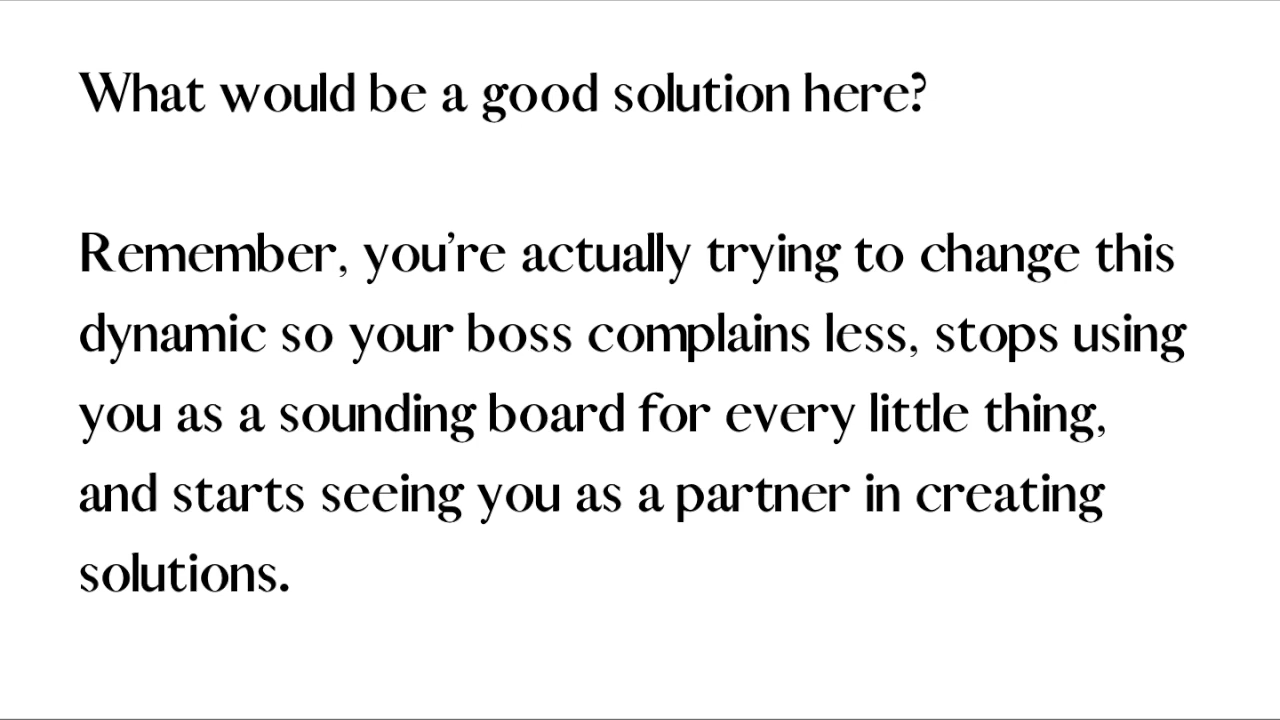 What would be a good solution here?
Remember, you're actually trying to change this
dynamic so your boss complains less, stops using
you as a sounding board for every little thing,
and starts seeing you as a partner in creating
solutions.